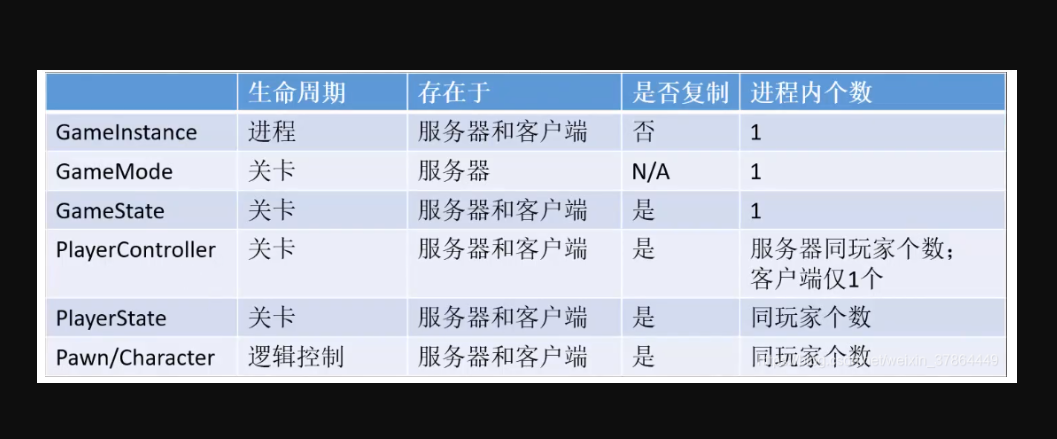 生命周期 存在于 是否复制 进程内个数
GameInstance 进程 服务器和客户端 否 1
GameMode 关卡 服务器 N/A 1
GameState 关卡 服务器和客户端 是 1
PlayerController 关卡 服务器和客户端 是 服务器同玩家个数;
客户端仅1个
PlayerState 关卡 服务器和客户端 是 同玩家个数
Pawn/Character 逻辑控制 服务器和客户端 是 同玩家个数
weixin_37864449